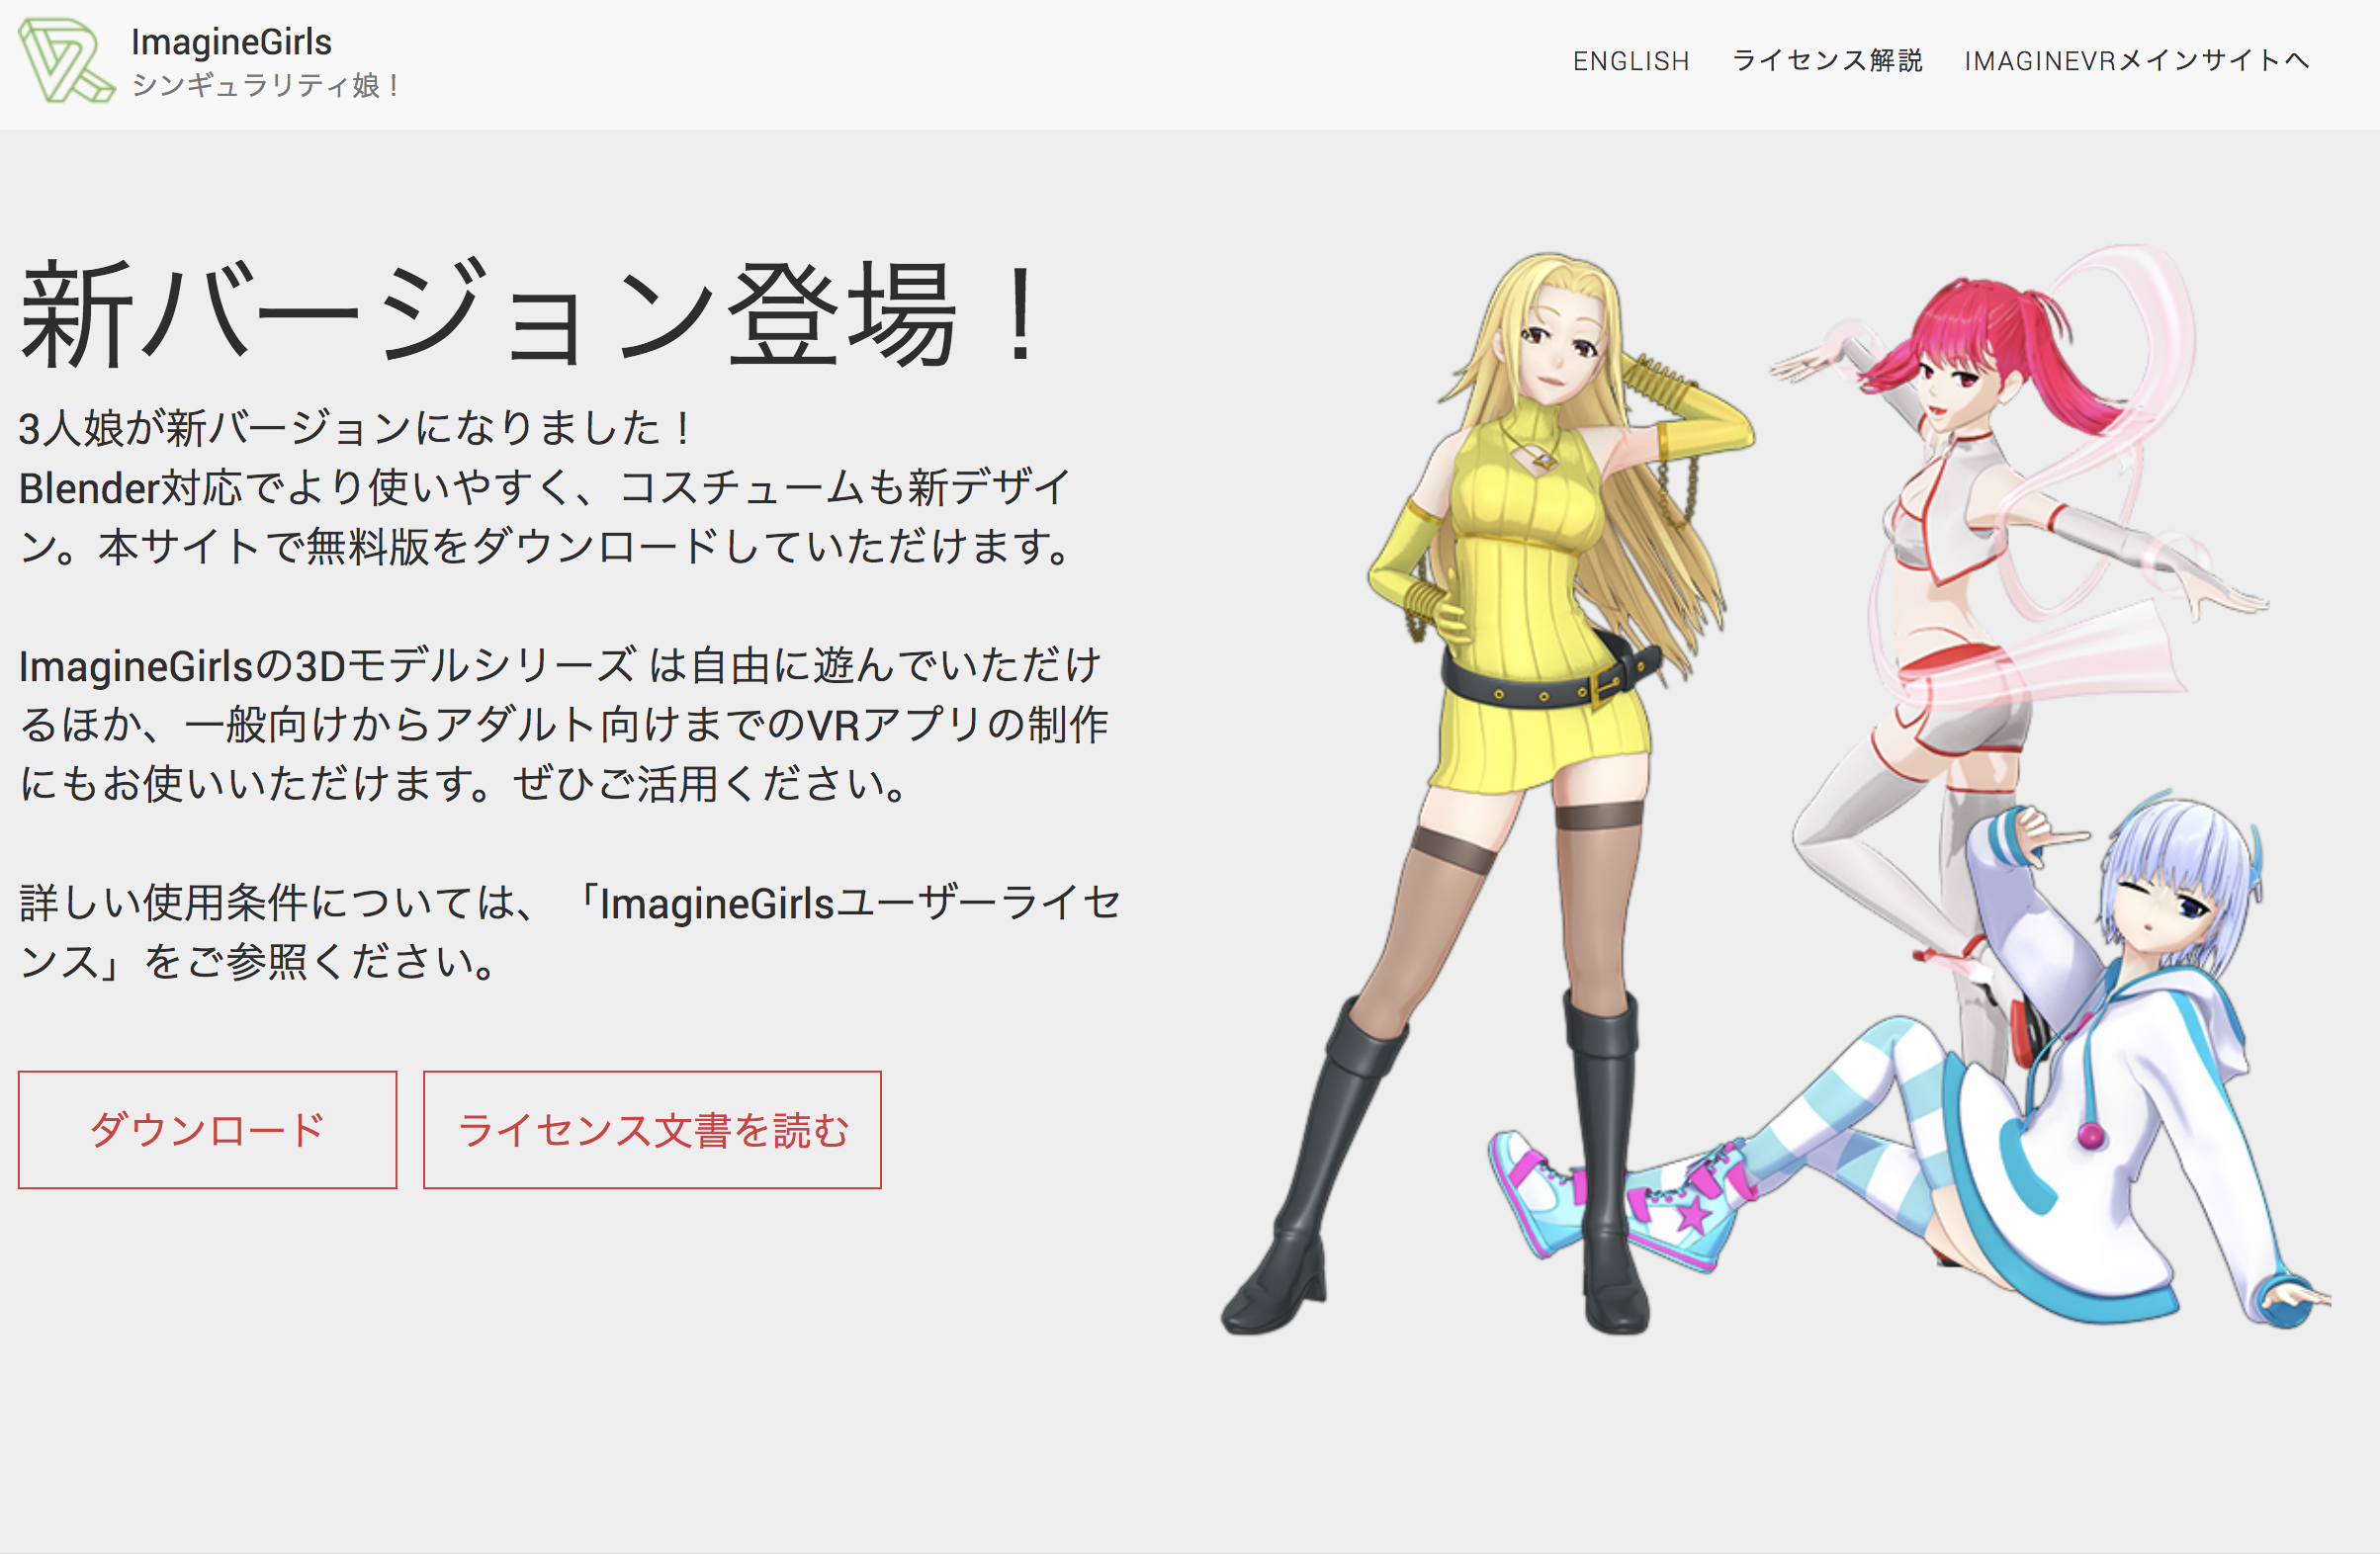 ImagineGirls
シンギュラリティ娘！
ENGLISH ライセンス解説 IMAGINEVRメインサイトへ
新バージョン登場！
3人娘が新バージョンになりました！
Blender対応でより使いやすく、コスチュームも新デザイ
ン。本サイトで無料版をダウンロードしていただけます。
ImagineGirlsの3Dモデルシリーズ は自由に遊んでいただけ
るほか、一般向けからアダルト向けまでのVRアプリの制作
にもお使いいただけます。ぜひご活用ください。
詳しい使用条件については、「ImagineGirlsユーザーライセ
ンス」をご参照ください。
ダウンロード
ライセンス文書を読む